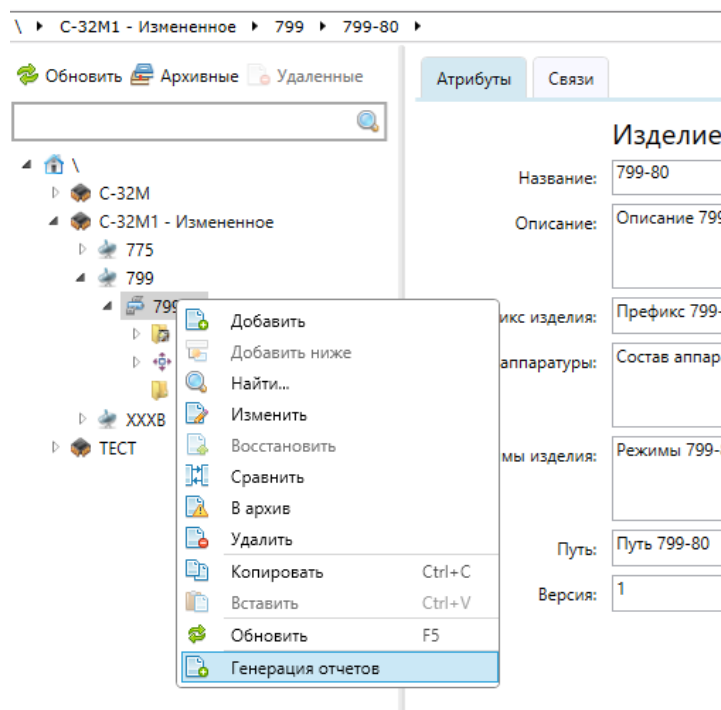 \ С-32М1 - Измененное 799 799-80
Обновить Архивные Удаленные
Атрибуты Связи
Изделие
\
С-32М
С-32М1 - Измененное
775
799
799
XXXB
ТЕСТ
Добавить
Добавить ниже
Найти...
Изменить
Восстановить
Сравнить
В архив
Удалить
Копировать Ctrl+C
Вставить Ctrl+V
Обновить F5
Генерация отчетов
Название: 799-80
Описание: Описание 799
икс изделия: Префикс 799-
аппаратуры: Состав аппар
мы изделия: Режимы 799-
Путь: Путь 799-80
Версия: 1